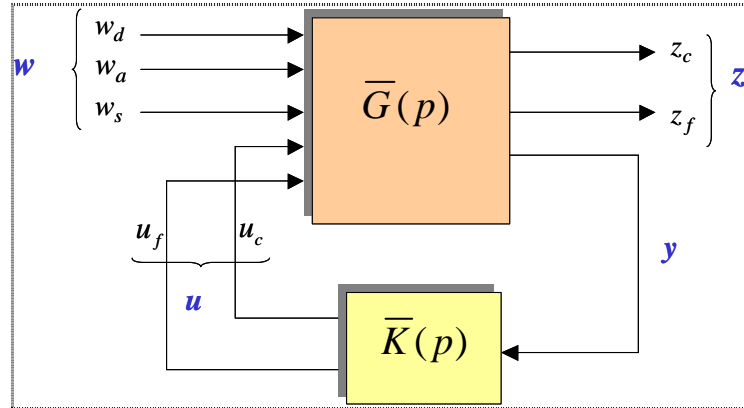 w_d
w_a
w_s
w
G̅(p)
z_c
z_f
z
u_f
u_c
u
y
K̅(p)